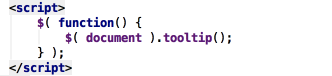 <script>
    $( function() {
        $( document ).tooltip();
    } );
</script>